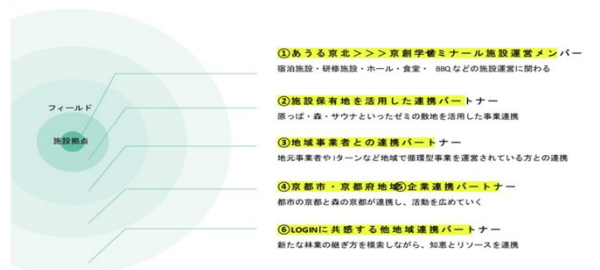 ①あうる京北>>>京創学舎ゼミナール施設運営メンバー
宿泊施設・研修施設・ホール・食堂・ BBQなどの施設運営に関わる
フィールド
②施設保有地を活用した連携パートナー
原っぱ・森・サウナといったゼミの敷地を活用した事業連携
施設拠点
③地域事業者との連携パートナー
地元事業者やIターンなど地域で循環型事業を運営されている方との連携
④京都市・京都府地域⑤企業連携パートナー
都市の京都と森の京都が連携し、活動を広めていく
⑥LOGINに共感する他地域連携パートナー
新たな林業の継ぎ方を模索しながら、知恵とリソースを連携